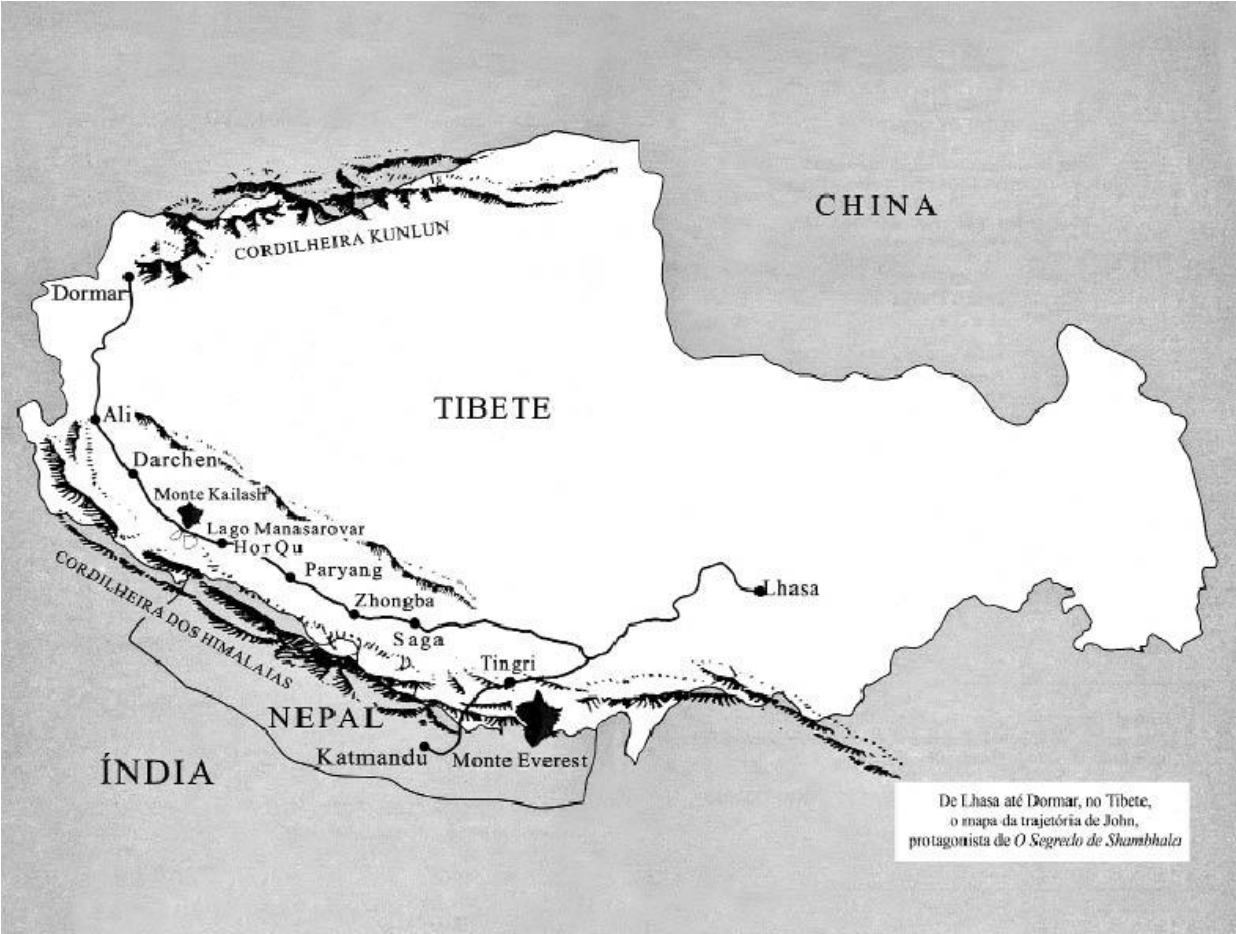 CHINA
CORDILHEIRA KUNLUN
Dormar
TIBETE
Ali
Darchen
Monte Kailash
Lago Manasarovar
Hor Qu
Paryang
Zhongba
Saga
Lhasa
Tingri
CORDILHEIRA DOS HIMALAIAS
NEPAL
Katmandu
Monte Everest
ÍNDIA
De Lhasa até Dormar, no Tibete,
o mapa da trajetória de John,
protagonista de O Segredo de Shambhala